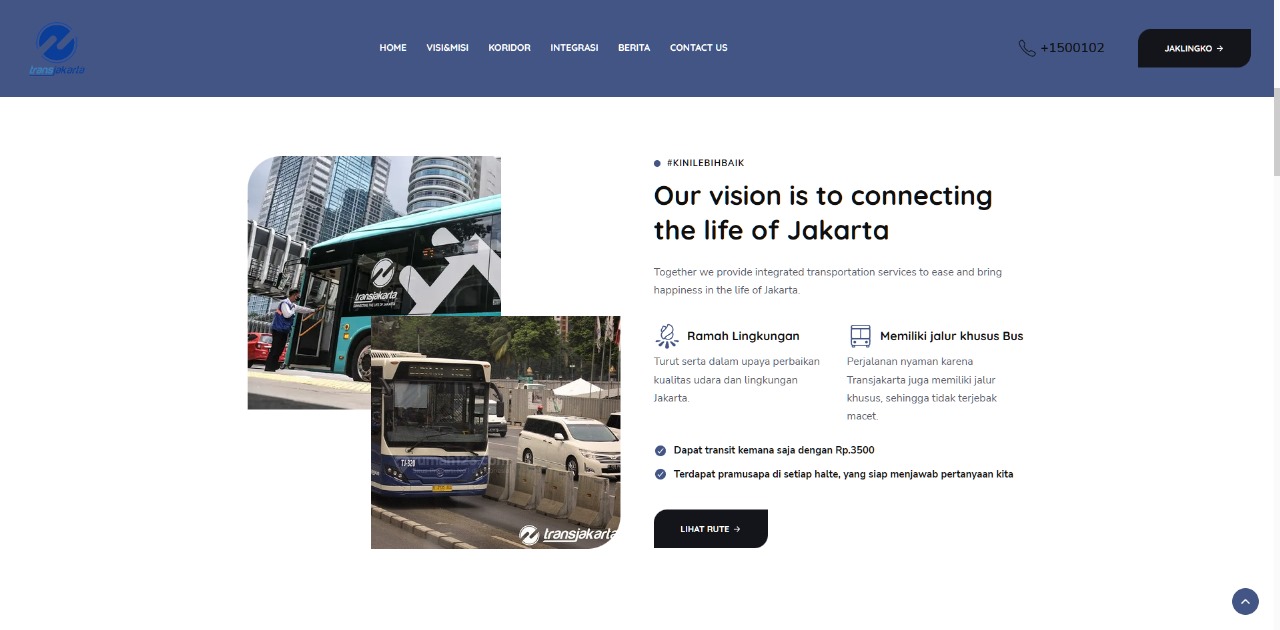 transjakarta
HOME
VISI&MISI
KORIDOR
INTEGRASI
BERITA
CONTACT US
+1500102
JAKLINGKO →
#KINILEBIHBAIK
Our vision is to connecting
the life of Jakarta
Together we provide integrated transportation services to ease and bring
happiness in the life of Jakarta.
Ramah Lingkungan
Turut serta dalam upaya perbaikan
kualitas udara dan lingkungan
Jakarta.
Memiliki jalur khusus Bus
Perjalanan nyaman karena
Transjakarta juga memiliki jalur
khusus, sehingga tidak terjebak
macet.
Dapat transit kemana saja dengan Rp.3500
Terdapat pramusapa di setiap halte, yang siap menjawab pertanyaan kita
LIHAT RUTE →
transjakarta
transjakarta